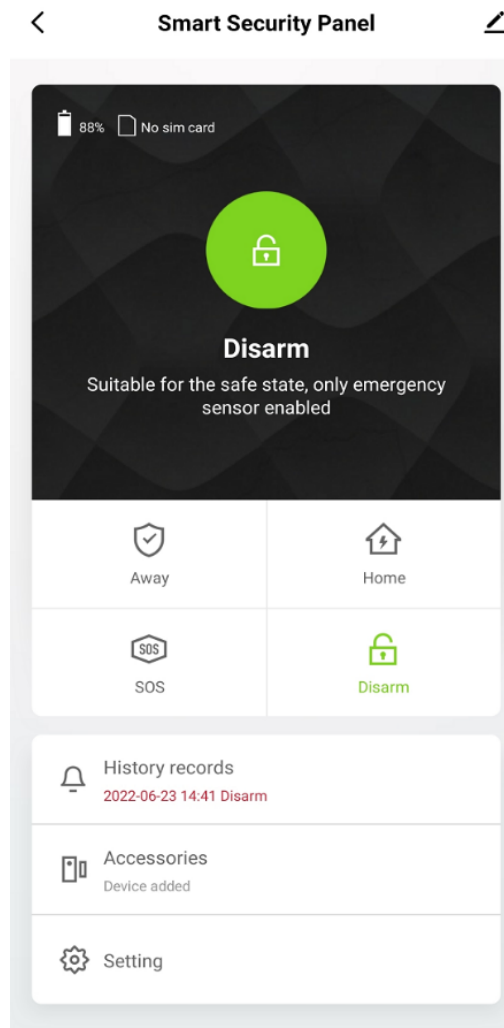 Smart Security Panel
88% No sim card
Disarm
Suitable for the safe state, only emergency
sensor enabled
Away
Home
SOS
SOS
Disarm
History records
2022-06-23 14:41 Disarm
Accessories
Device added
Setting